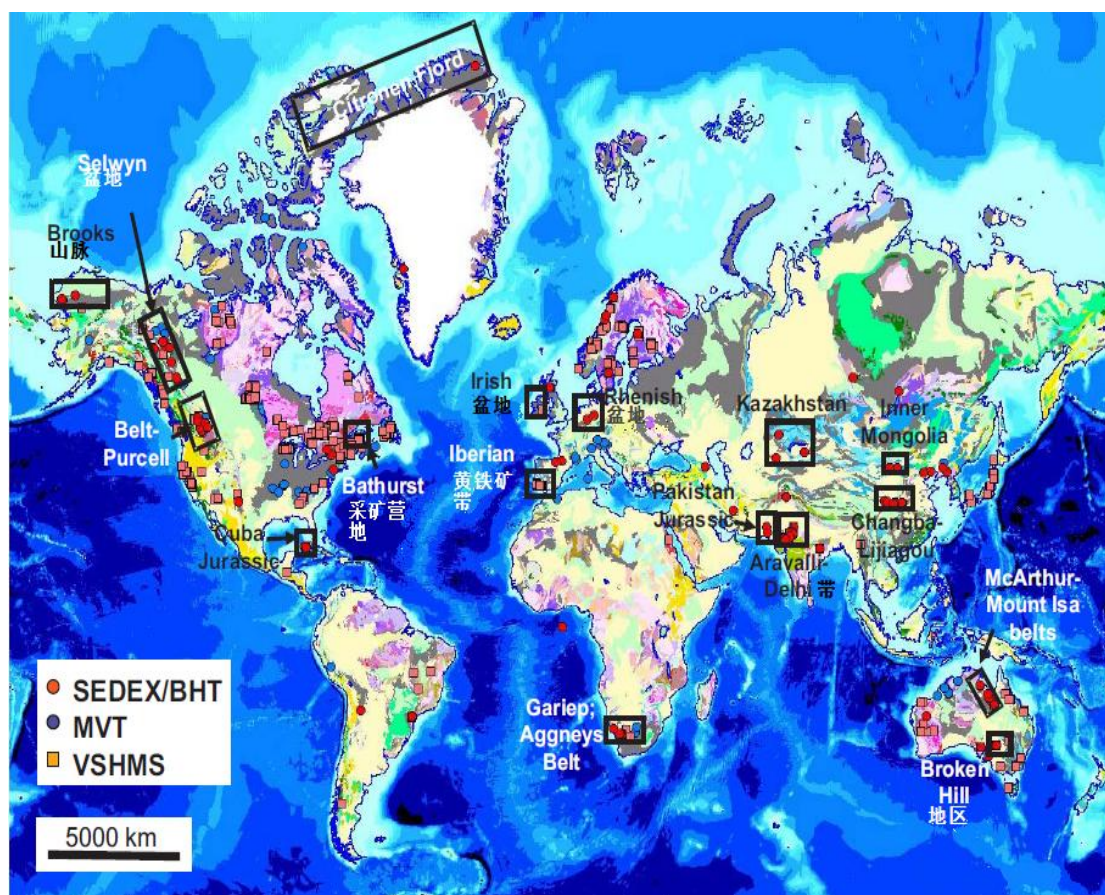 Citronen Fjord
Selwyn
盆地
Brooks
山脉
Irish
盆地
Rhenish
盆地
Kazakhstan
Inner
Mongolia
Belt-
Purcell
Iberian
黄铁矿
带
Bathurst
采矿营
地
Pakistan
Jurassic
Changba-
Lijiagou
Cuba
Jurassic
Aravallr-
Delhi 带
McArthur-
Mount Isa
belts
SEDEX/BHT
MVT
VSHMS
Gariep;
Aggneys
Belt
Broken
Hill
地区
5000 km